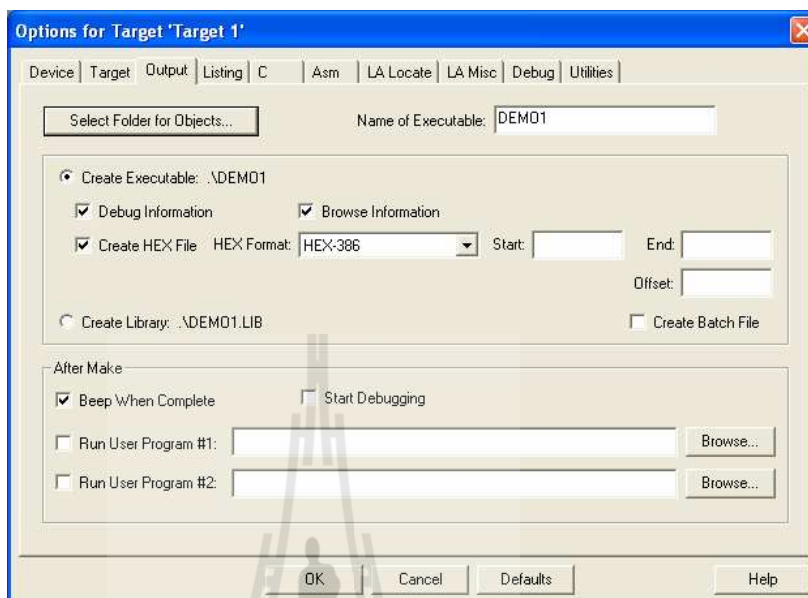 Options for Target 'Target 1'
Device Target Output Listing C Asm LA Locate LA Misc Debug Utilities
Select Folder for Objects... Name of Executable: DEMO1
Create Executable: .\DEMO1
Debug Information Browse Information
Create HEX File HEX Format: HEX-386 Start: End:
Offset:
Create Library: .\DEMO1.LIB Create Batch File
After Make
Beep When Complete Start Debugging
Run User Program #1: Browse...
Run User Program #2: Browse...
OK Cancel Defaults Help